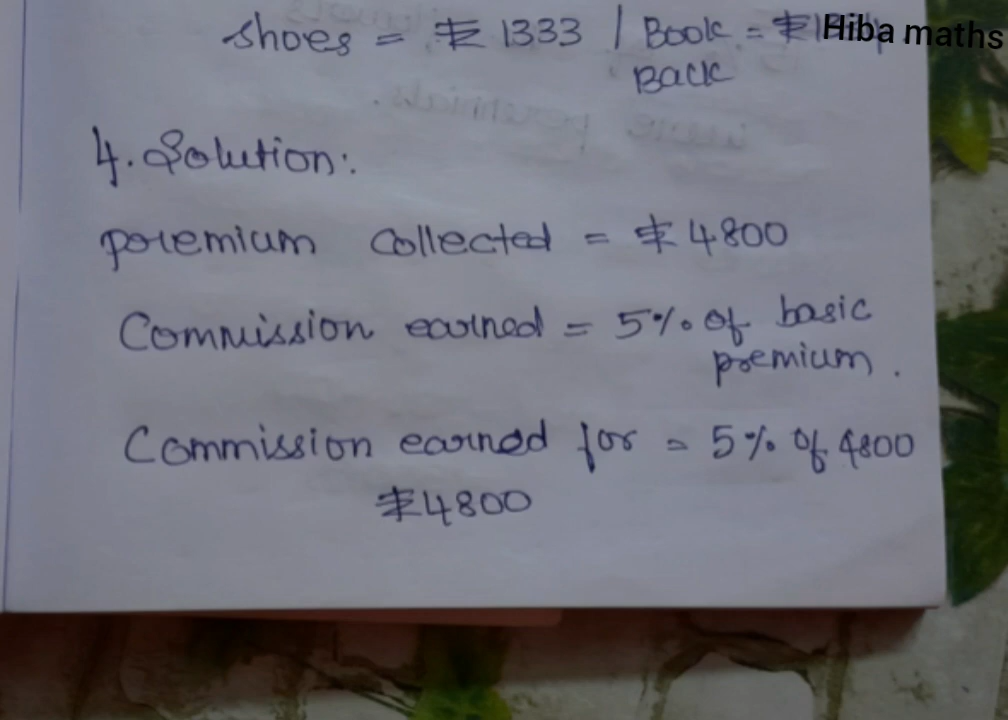 shoes = ₹ 1333 / Book = ₹
Hiba maths
Back
4. Solution:
premium collected = ₹ 4800
Commission earned = 5% of basic
premium.
Commission earned for = 5% of 4800
₹4800